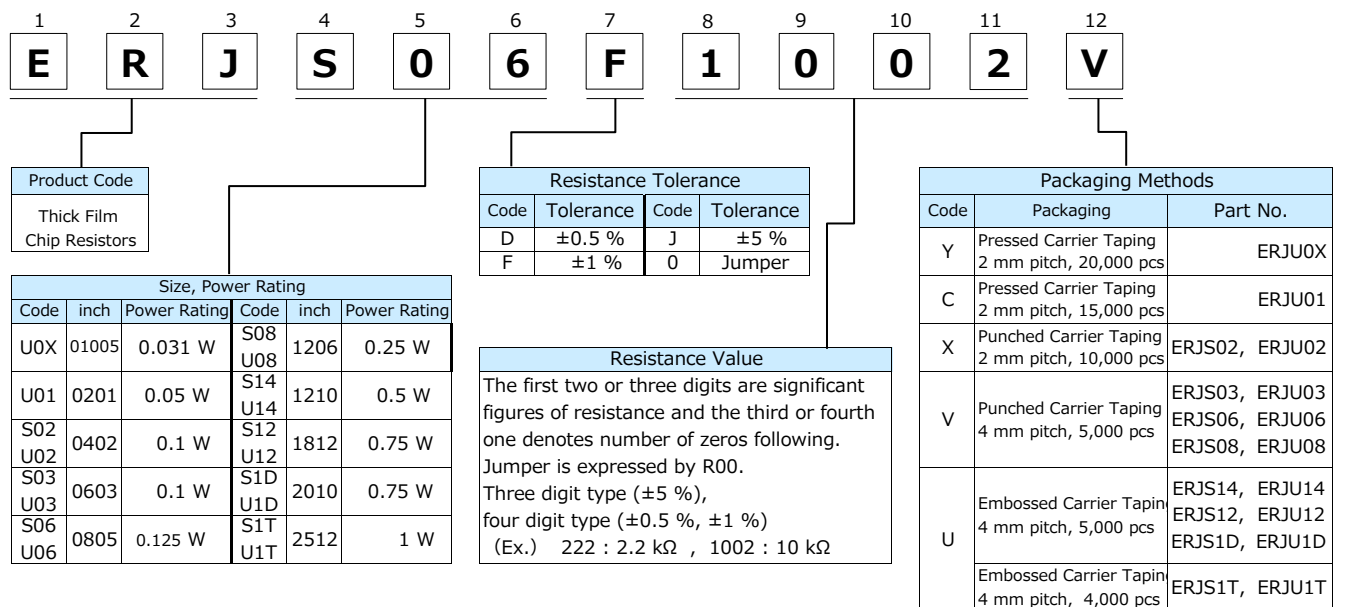 1 2 3 4 5 6 7 8 9 10 11 12
E R J S 0 6 F 1 0 0 2 V
Product Code
Thick Film
Chip Resistors
Size, Power Rating
Code inch Power Rating Code inch Power Rating
U0X 01005 0.031 W S08 U08 1206 0.25 W
U01 0201 0.05 W S14 U14 1210 0.5 W
S02 U02 0402 0.1 W S12 U12 1812 0.75 W
S03 U03 0603 0.1 W S1D U1D 2010 0.75 W
S06 U06 0805 0.125 W S1T U1T 2512 1 W
Resistance Tolerance
Code Tolerance Code Tolerance
D ±0.5 % J ±5 %
F ±1 % 0 Jumper
Resistance Value
The first two or three digits are significant
figures of resistance and the third or fourth
one denotes number of zeros following.
Jumper is expressed by R00.
Three digit type (±5 %),
four digit type (±0.5 %, ±1 %)
(Ex.) 222 : 2.2 kΩ , 1002 : 10 kΩ
Packaging Methods
Code Packaging Part No.
Y Pressed Carrier Taping
2 mm pitch, 20,000 pcs ERJU0X
C Pressed Carrier Taping
2 mm pitch, 15,000 pcs ERJU01
X Punched Carrier Taping
2 mm pitch, 10,000 pcs ERJS02, ERJU02
V Punched Carrier Taping
4 mm pitch, 5,000 pcs
ERJS03, ERJU03
ERJS06, ERJU06
ERJS08, ERJU08
U Embossed Carrier Tapin
4 mm pitch, 5,000 pcs
ERJS14, ERJU14
ERJS12, ERJU12
ERJS1D, ERJU1D
Embossed Carrier Tapin
4 mm pitch, 4,000 pcs ERJS1T, ERJU1T